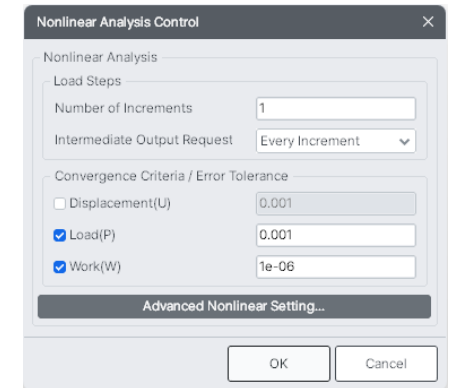 Nonlinear Analysis Control
Nonlinear Analysis
Load Steps
Number of Increments 1
Intermediate Output Request Every Increment
Convergence Criteria / Error Tolerance
Displacement(U) 0.001
Load(P) 0.001
Work(W) 1e-06
Advanced Nonlinear Setting...
OK Cancel